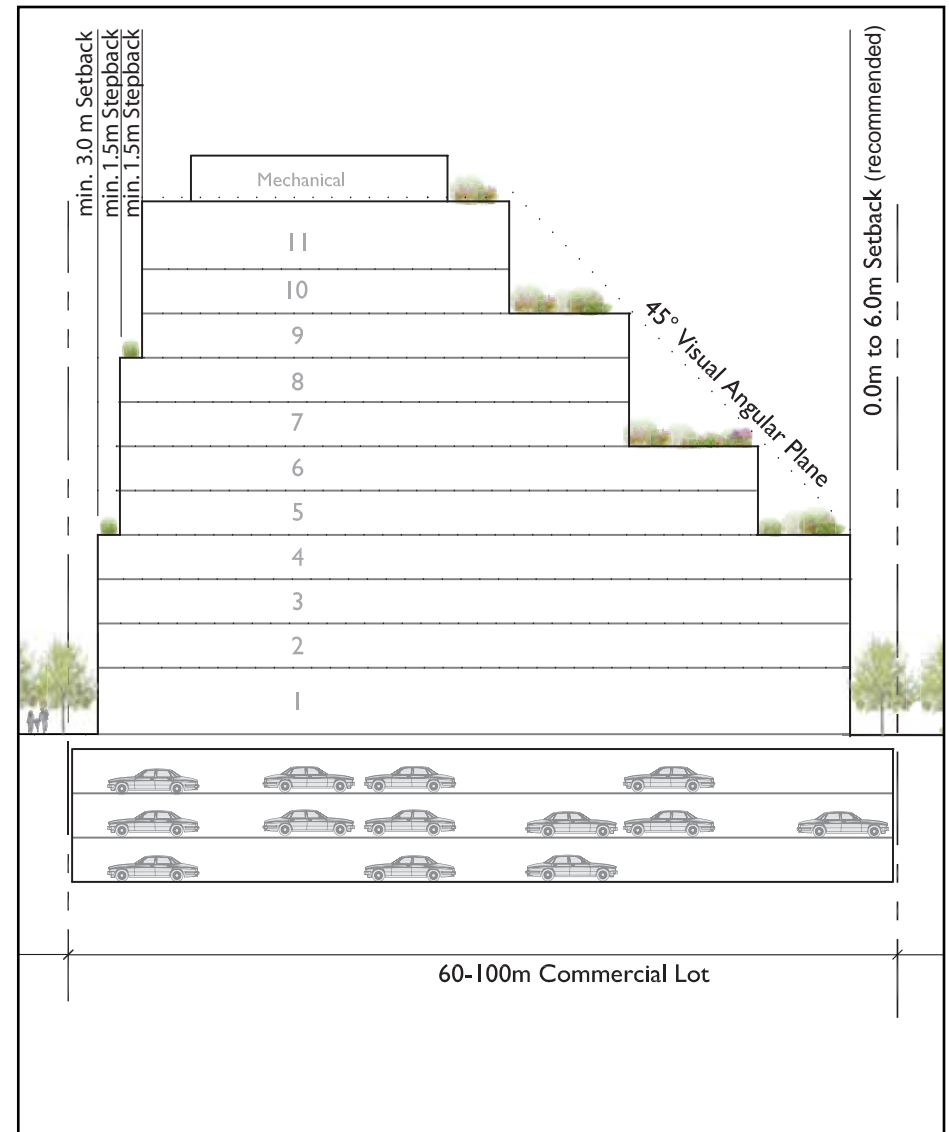 min. 3.0 m Setback
min. 1.5m Stepback
min. 1.5m Stepback
0.0m to 6.0m Setback (recommended)
Mechanical
11
10
9
45° Visual Angular Plane
8
7
6
5
4
3
2
1
60-100m Commercial Lot